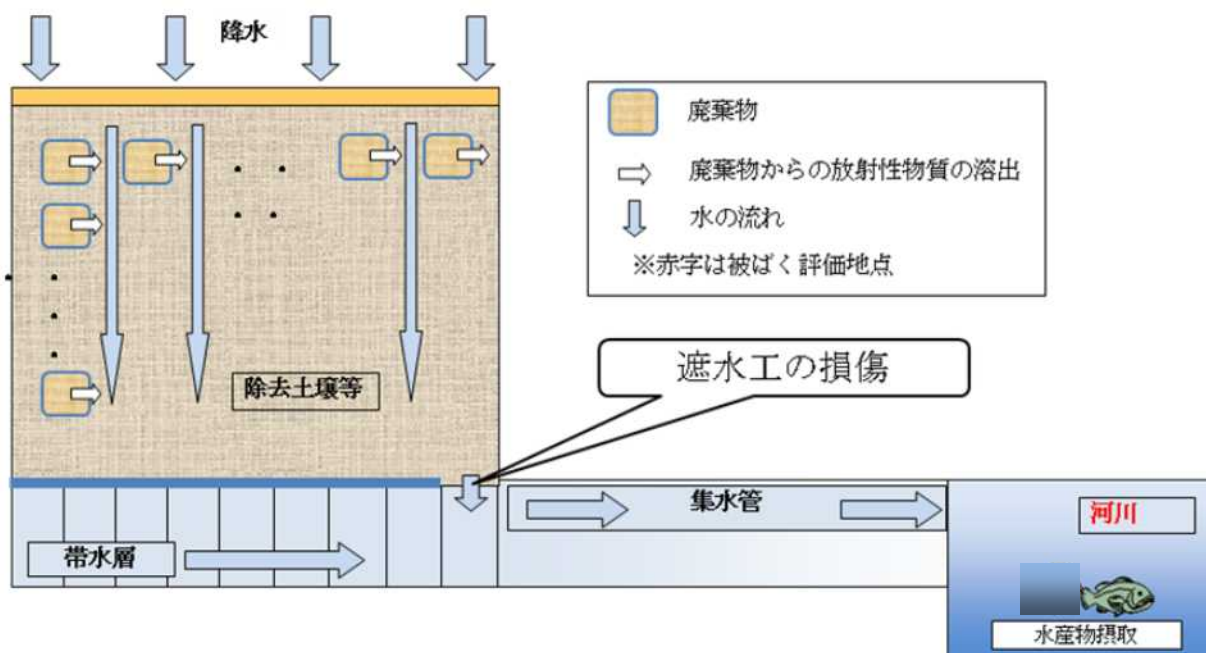 降水
廃棄物
廃棄物からの放射性物質の溶出
水の流れ
※赤字は被ばく評価地点
遮水工の損傷
除去土壌等
集水管
河川
帯水層
水産物摂取